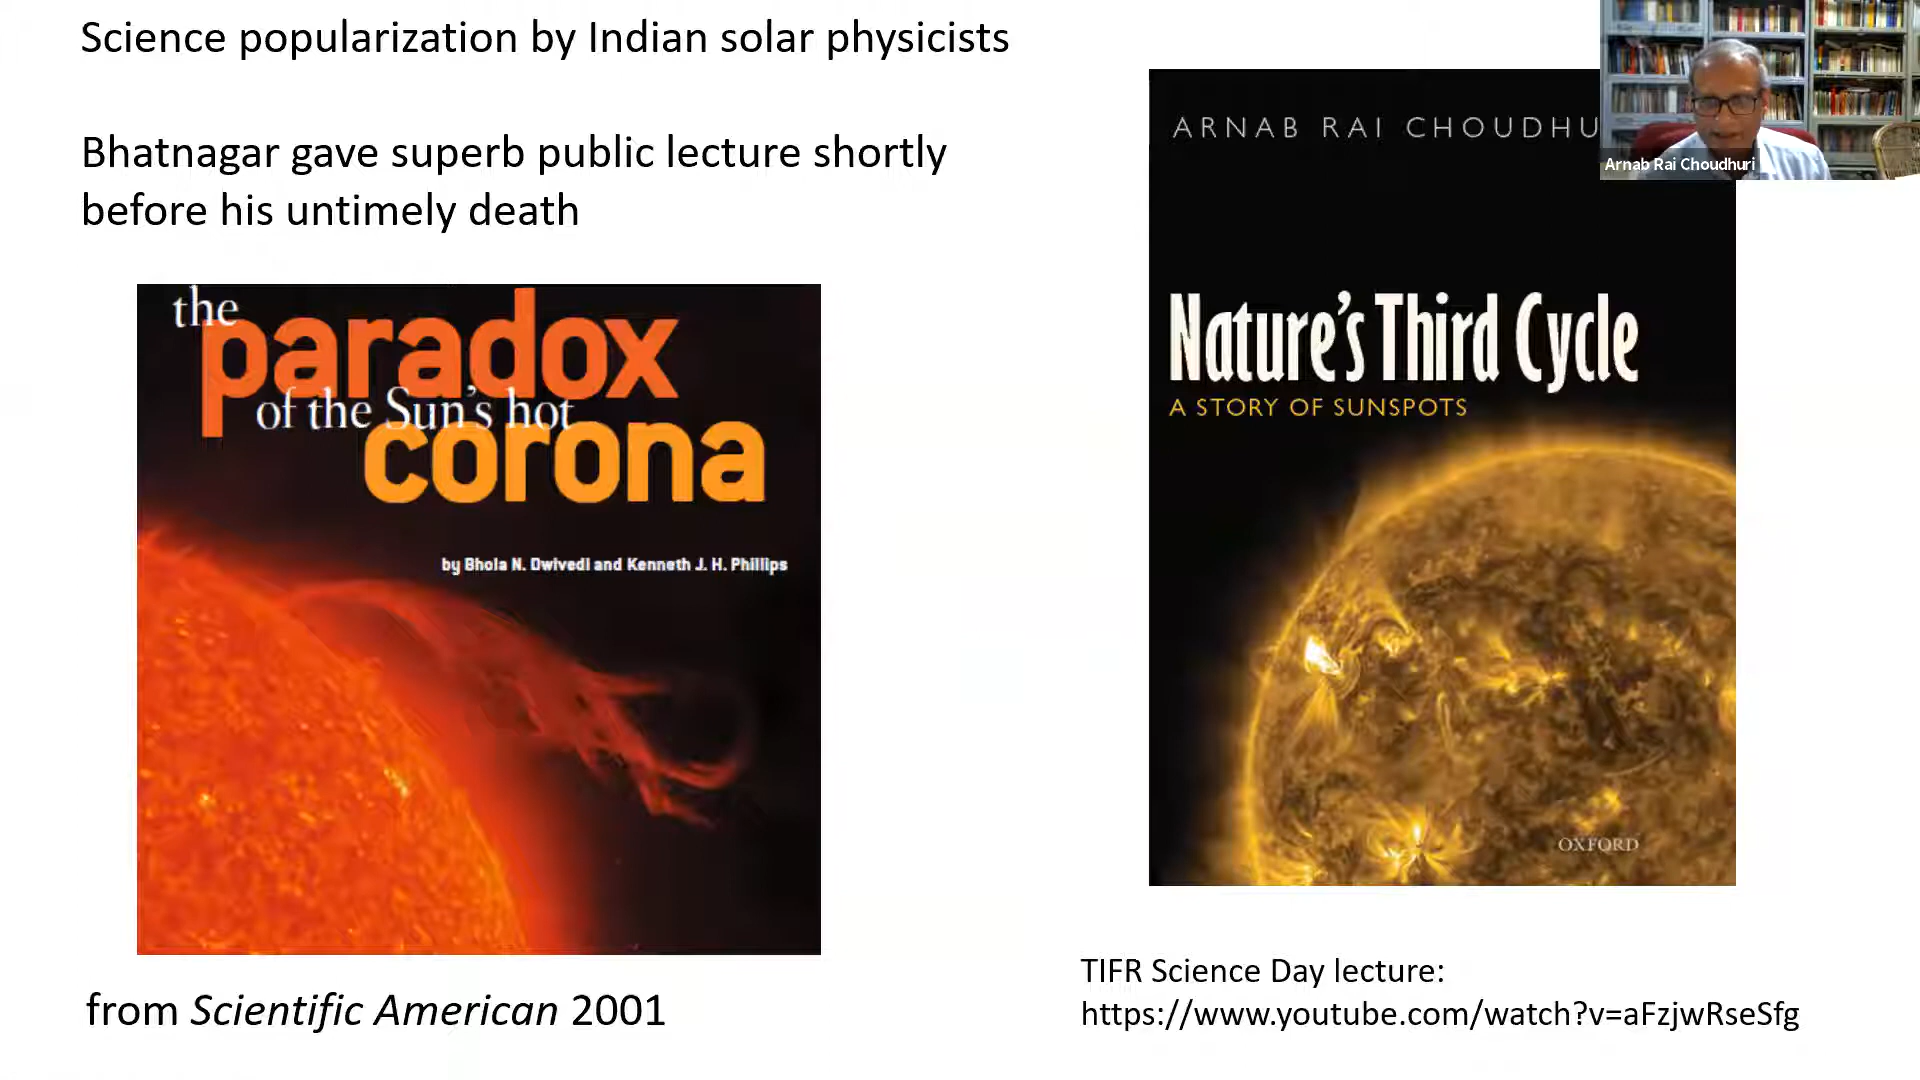 Science popularization by Indian solar physicists
Bhatnagar gave superb public lecture shortly
before his untimely death
the
paradox
of the Sun's hot
corona
by Bhola N. Dwivedi and Kenneth J. H. Phillips
from Scientific American 2001
ARNAB RAI CHOUDHU
Arnab Rai Choudhuri
Nature's Third Cycle
A STORY OF SUNSPOTS
OXFORD
TIFR Science Day lecture:
https://www.youtube.com/watch?v=aFzjwRseSfg